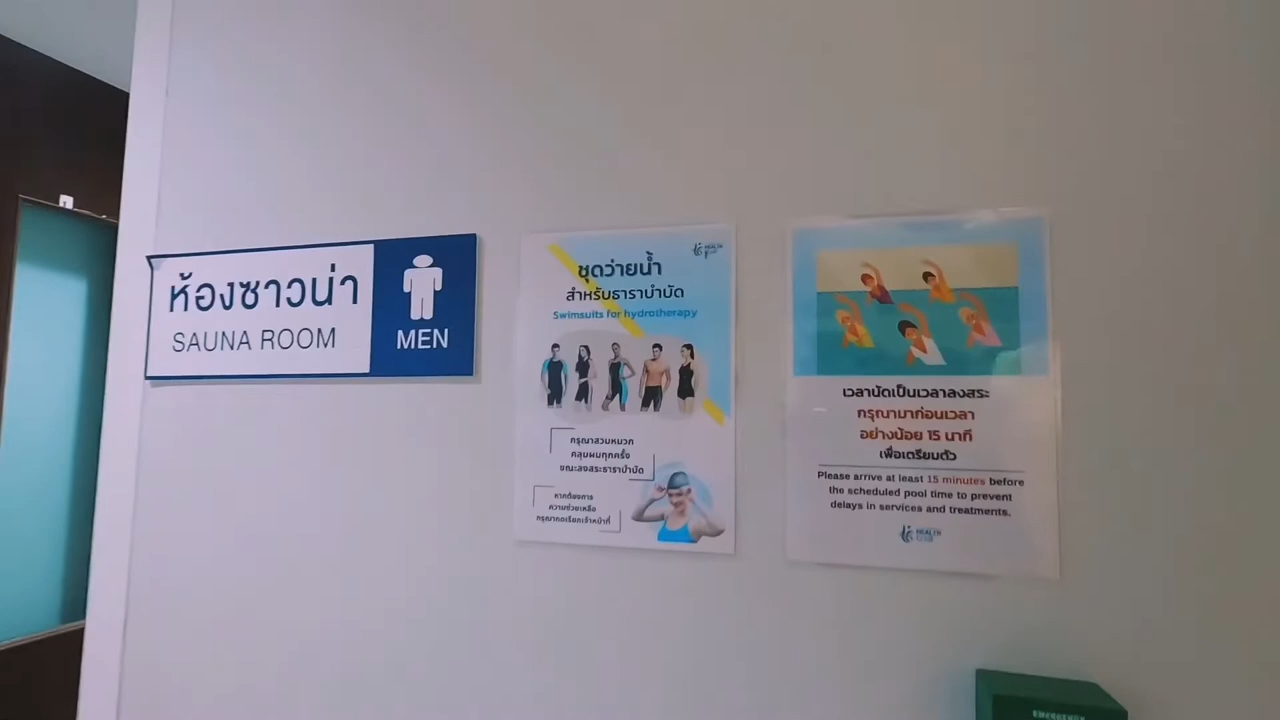 ห้องซาวน่า
SAUNA ROOM
MEN
HEALTH
ชุดว่ายน้ำ
สำหรับธาราบำบัด
Swimsuits for hydrotherapy
กรุณาสวมหมวก
คลุมผมทุกครั้ง
ขณะลงสระธาราบำบัด
หากต้องการ
ความช่วยเหลือ
กรุณากดเรียกเจ้าหน้าที่
เวลานัดเป็นเวลาลงสระ
กรุณามาก่อนเวลา
อย่างน้อย 15 นาที
เพื่อเตรียมตัว
Please arrive at least 15 minutes before
the scheduled pool time to prevent
delays in services and treatments.
HEALTH